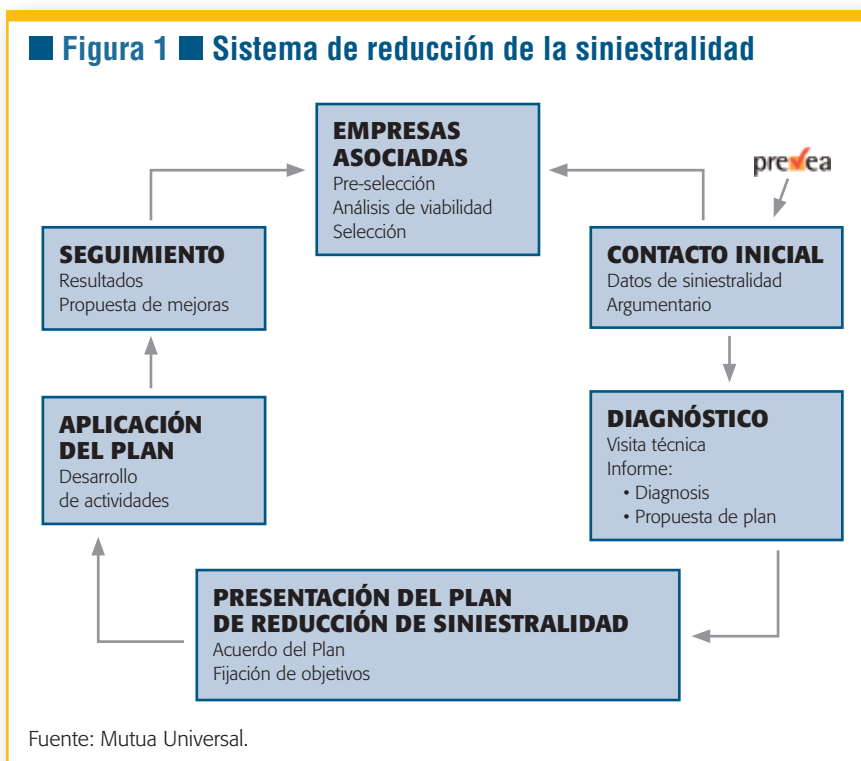 Figura 1 Sistema de reducción de la siniestralidad
EMPRESAS
ASOCIADAS
Pre-selección
Análisis de viabilidad
Selección
prevea
CONTACTO INICIAL
Datos de siniestralidad
Argumentario
DIAGNÓSTICO
Visita técnica
Informe:
• Diagnosis
• Propuesta de plan
PRESENTACIÓN DEL PLAN
DE REDUCCIÓN DE SINIESTRALIDAD
Acuerdo del Plan
Fijación de objetivos
APLICACIÓN
DEL PLAN
Desarrollo
de actividades
SEGUIMIENTO
Resultados
Propuesta de mejoras
Fuente: Mutua Universal.